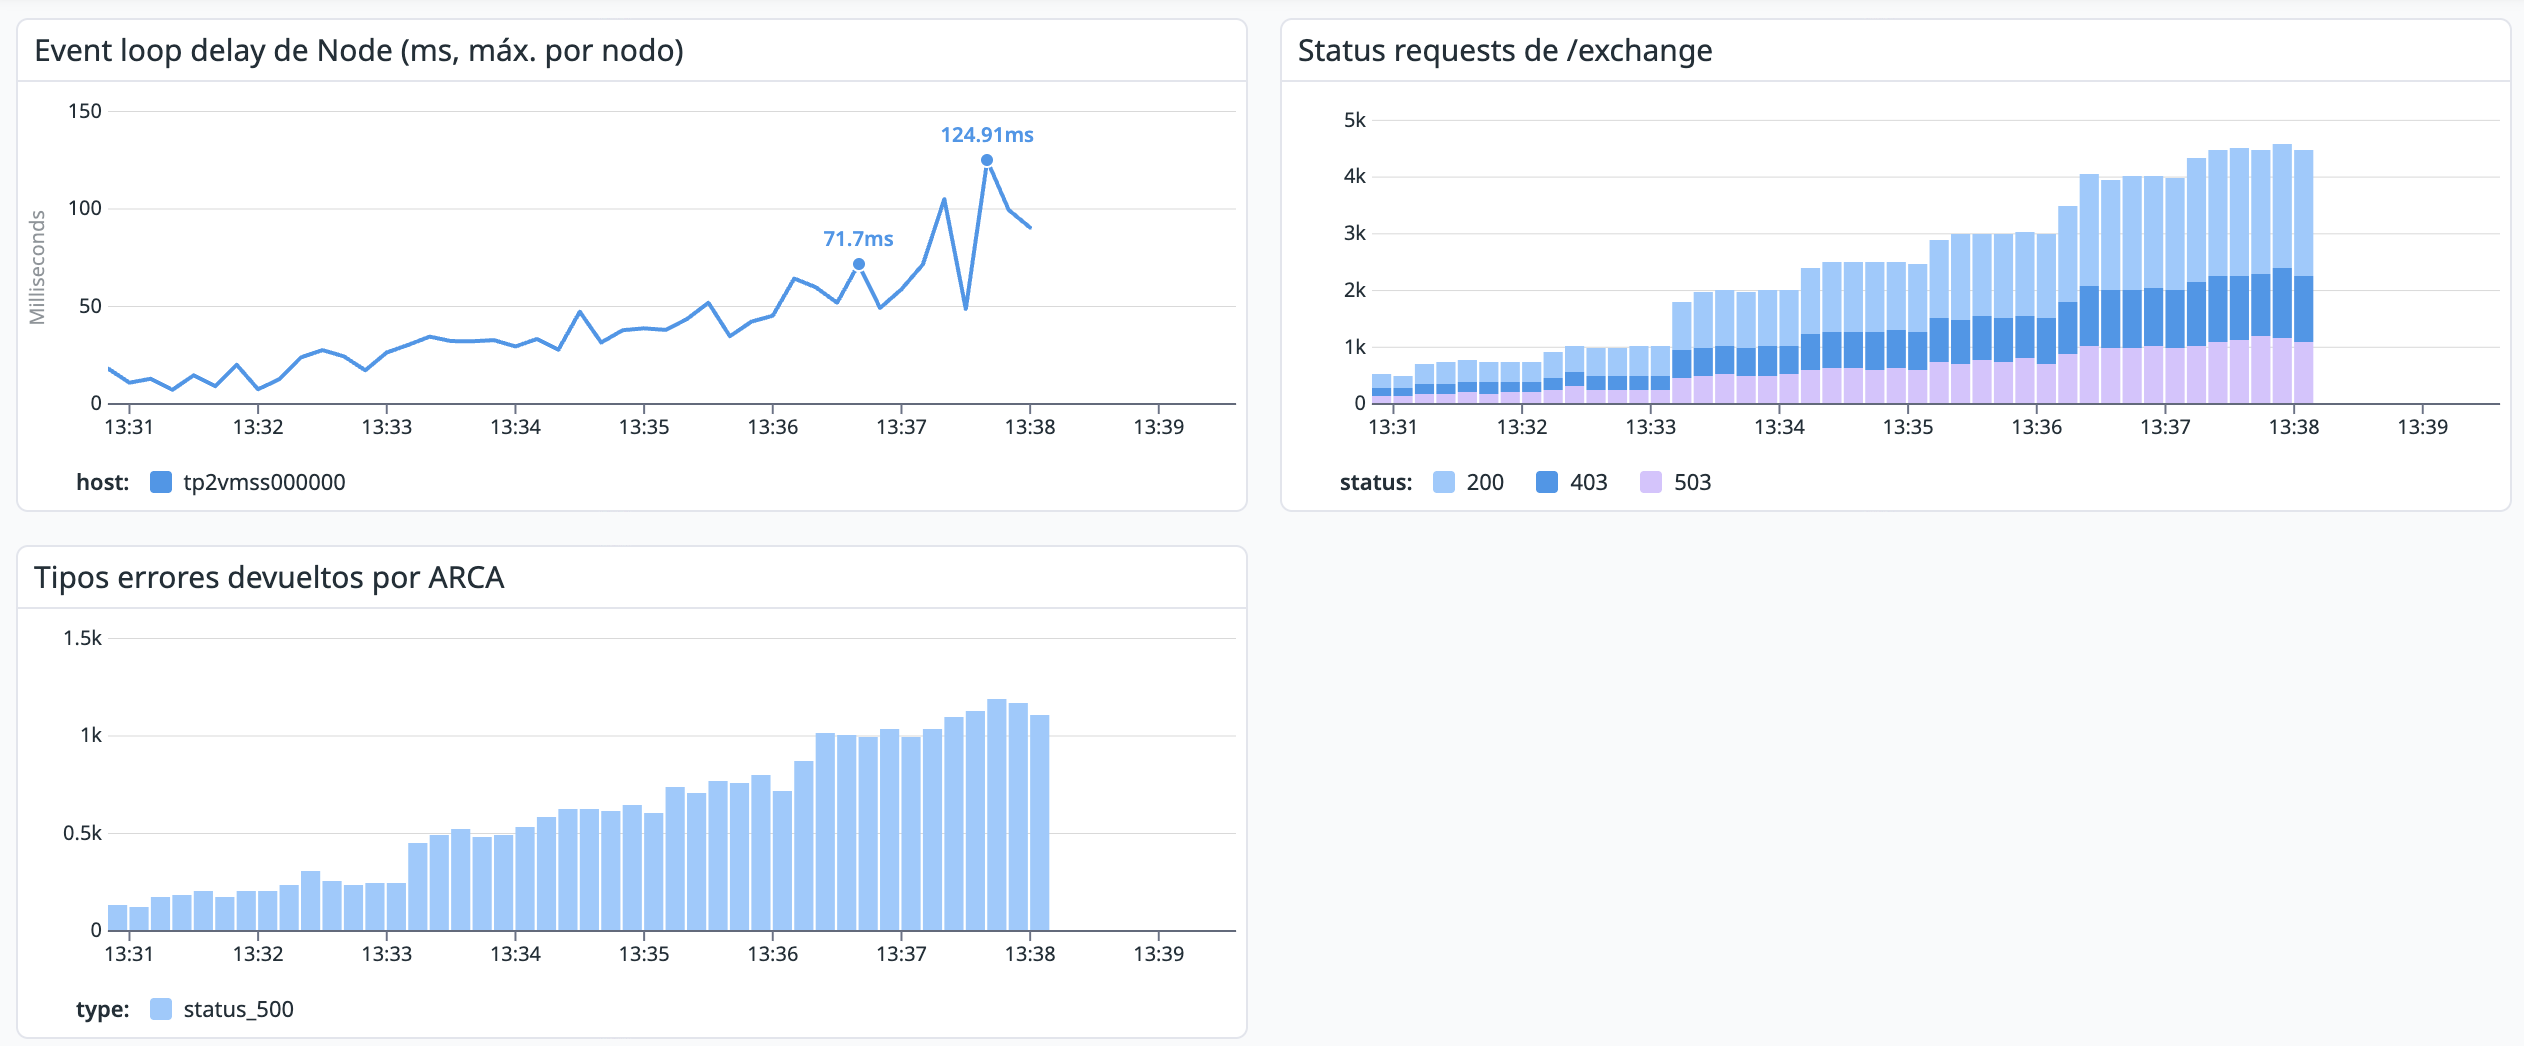 Event loop delay de Node (ms, máx. por nodo)
Milliseconds
150
100
50
0
124.91ms
71.7ms
13:31 13:32 13:33 13:34 13:35 13:36 13:37 13:38 13:39
host: tp2vmss000000
Status requests de /exchange
5k
4k
3k
2k
1k
0
13:31 13:32 13:33 13:34 13:35 13:36 13:37 13:38 13:39
status: 200 403 503
Tipos errores devueltos por ARCA
1.5k
1k
0.5k
0
13:31 13:32 13:33 13:34 13:35 13:36 13:37 13:38 13:39
type: status_500